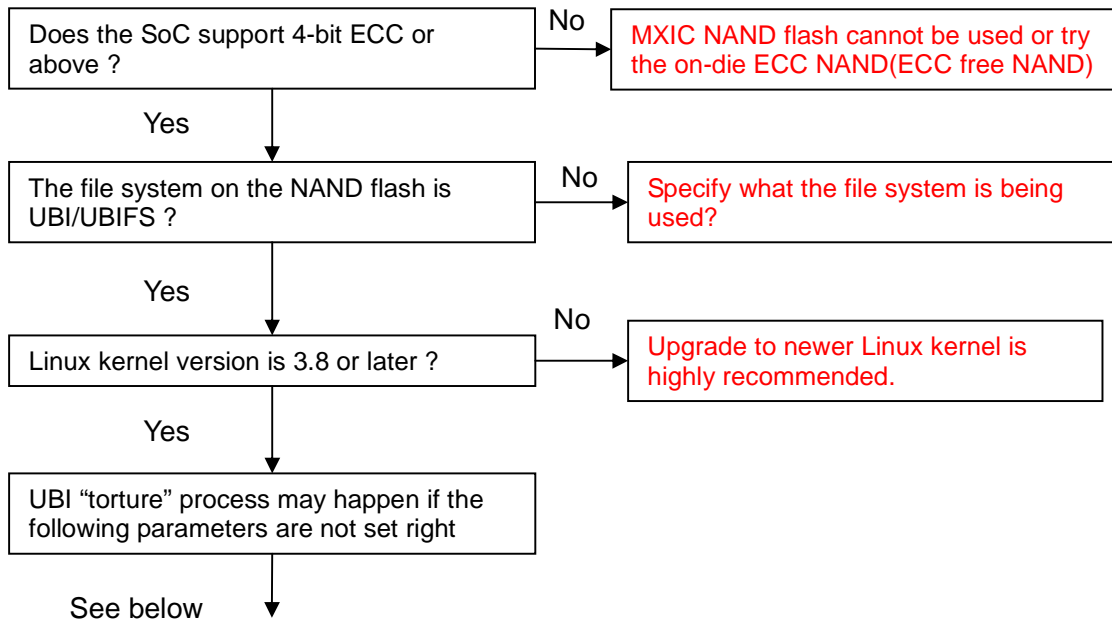 Does the SoC support 4-bit ECC or
above ?
No
MXIC NAND flash cannot be used or try
the on-die ECC NAND(ECC free NAND)
Yes
The file system on the NAND flash is
UBI/UBIFS ?
No
Specify what the file system is being
used?
Yes
Linux kernel version is 3.8 or later ?
No
Upgrade to newer Linux kernel is
highly recommended.
Yes
UBI “torture” process may happen if the
following parameters are not set right
See below